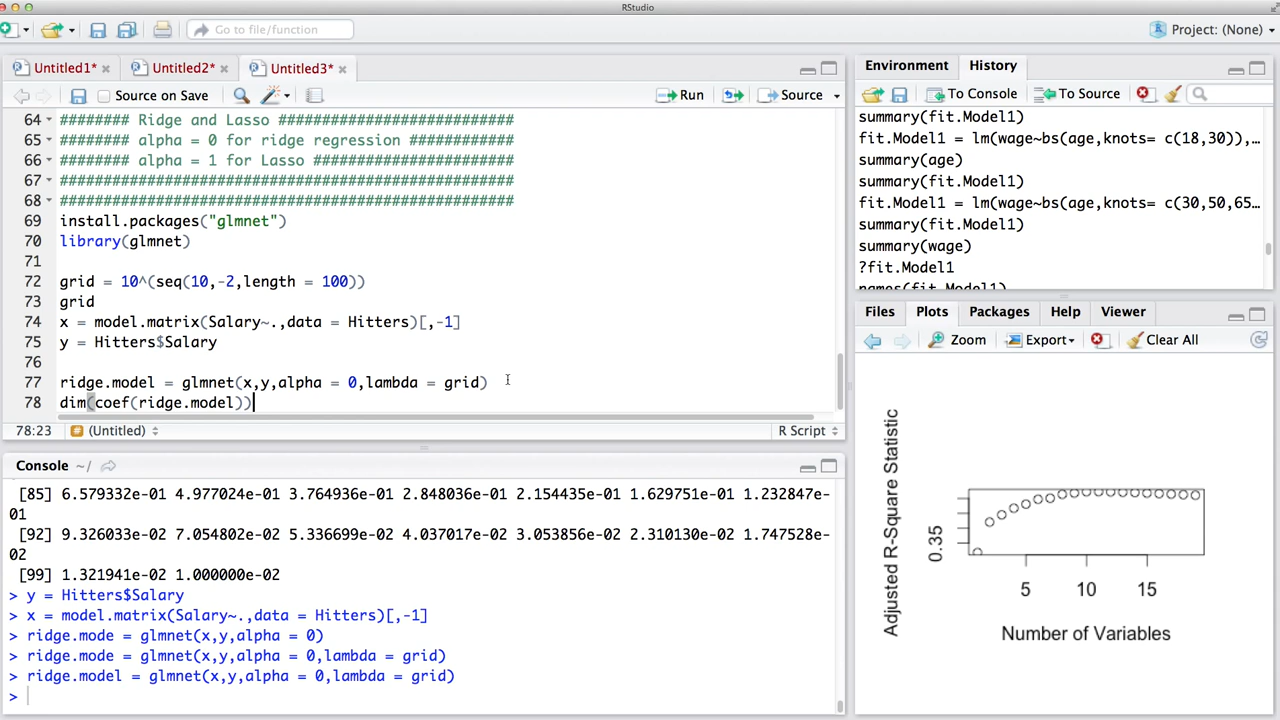 RStudio
Go to file/function
Project: (None)
Untitled1*
Untitled2*
Untitled3*
Source on Save
Run
Source
64 ######## Ridge and Lasso ###########################
65 ######## alpha = 0 for ridge regression ############
66 ######## alpha = 1 for Lasso #######################
67 ####################################################
68 ####################################################
69 install.packages("glmnet")
70 library(glmnet)
71
72 grid = 10^(seq(10,-2,length = 100))
73 grid
74 x = model.matrix(Salary~.,data = Hitters)[,-1]
75 y = Hitters$Salary
76
77 ridge.model = glmnet(x,y,alpha = 0,lambda = grid)
78 dim(coef(ridge.model))
78:23 (Untitled) R Script
Console ~/
[85] 6.579332e-01 4.977024e-01 3.764936e-01 2.848036e-01 2.154435e-01 1.629751e-01 1.232847e-
01
[92] 9.326033e-02 7.054802e-02 5.336699e-02 4.037017e-02 3.053856e-02 2.310130e-02 1.747528e-
02
[99] 1.321941e-02 1.000000e-02
> y = Hitters$Salary
> x = model.matrix(Salary~.,data = Hitters)[,-1]
> ridge.mode = glmnet(x,y,alpha = 0)
> ridge.mode = glmnet(x,y,alpha = 0,lambda = grid)
> ridge.model = glmnet(x,y,alpha = 0,lambda = grid)
>
Environment History
To Console To Source
summary(fit.Model1)
fit.Model1 = lm(wage~bs(age,knots= c(18,30)),…
summary(age)
summary(fit.Model1)
fit.Model1 = lm(wage~bs(age,knots= c(30,50,65…
summary(fit.Model1)
summary(wage)
?fit.Model1
names(fit.Model1)
Files Plots Packages Help Viewer
Zoom Export Clear All
Adjusted R-Square Statistic
0.35
5 10 15
Number of Variables